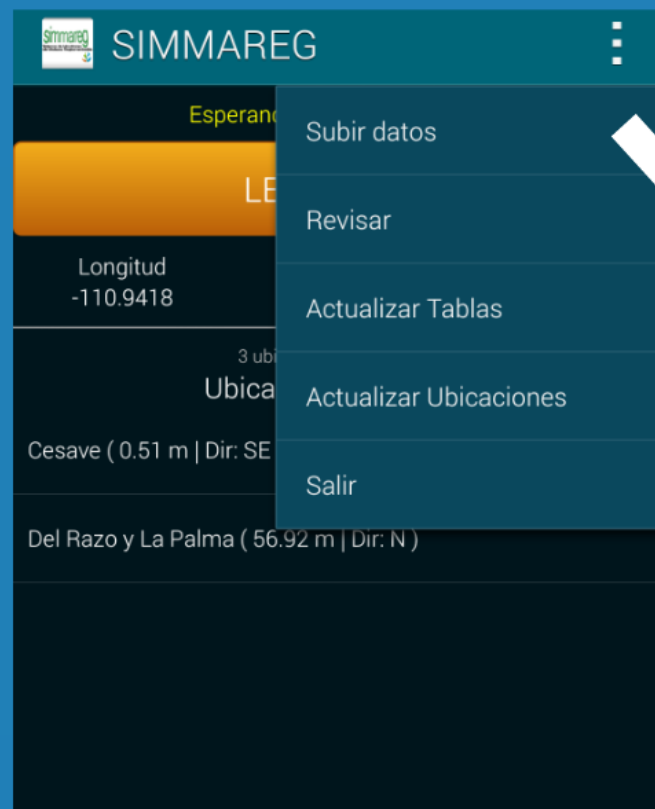 SIMMAREG
Esperan
Subir datos
LE
Revisar
Longitud
-110.9418
Actualizar Tablas
3 ubi
Ubica
Actualizar Ubicaciones
Cesave ( 0.51 m | Dir: SE
Salir
Del Razo y La Palma ( 56.92 m | Dir: N )